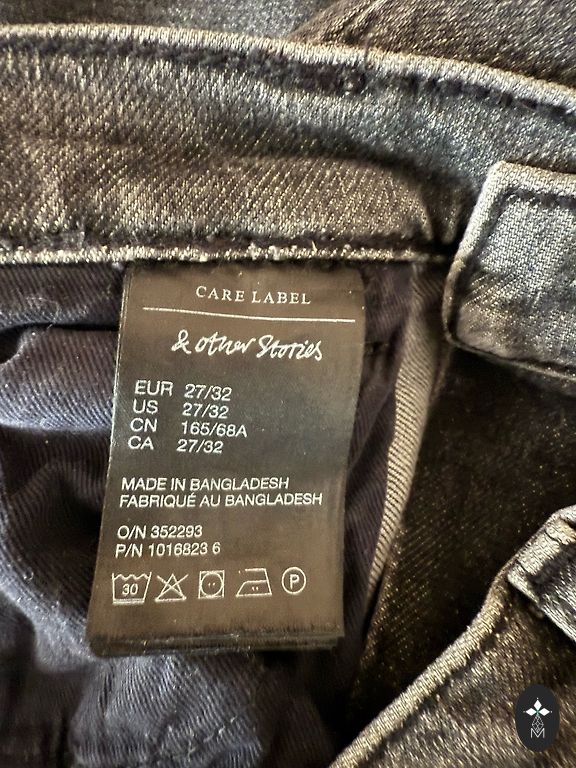 CARE LABEL
& other Stories
EUR 27/32
US 27/32
CN 165/68A
CA 27/32
MADE IN BANGLADESH
FABRIQUÉ AU BANGLADESH
O/N 352293
P/N 1016823 6
30
P
M